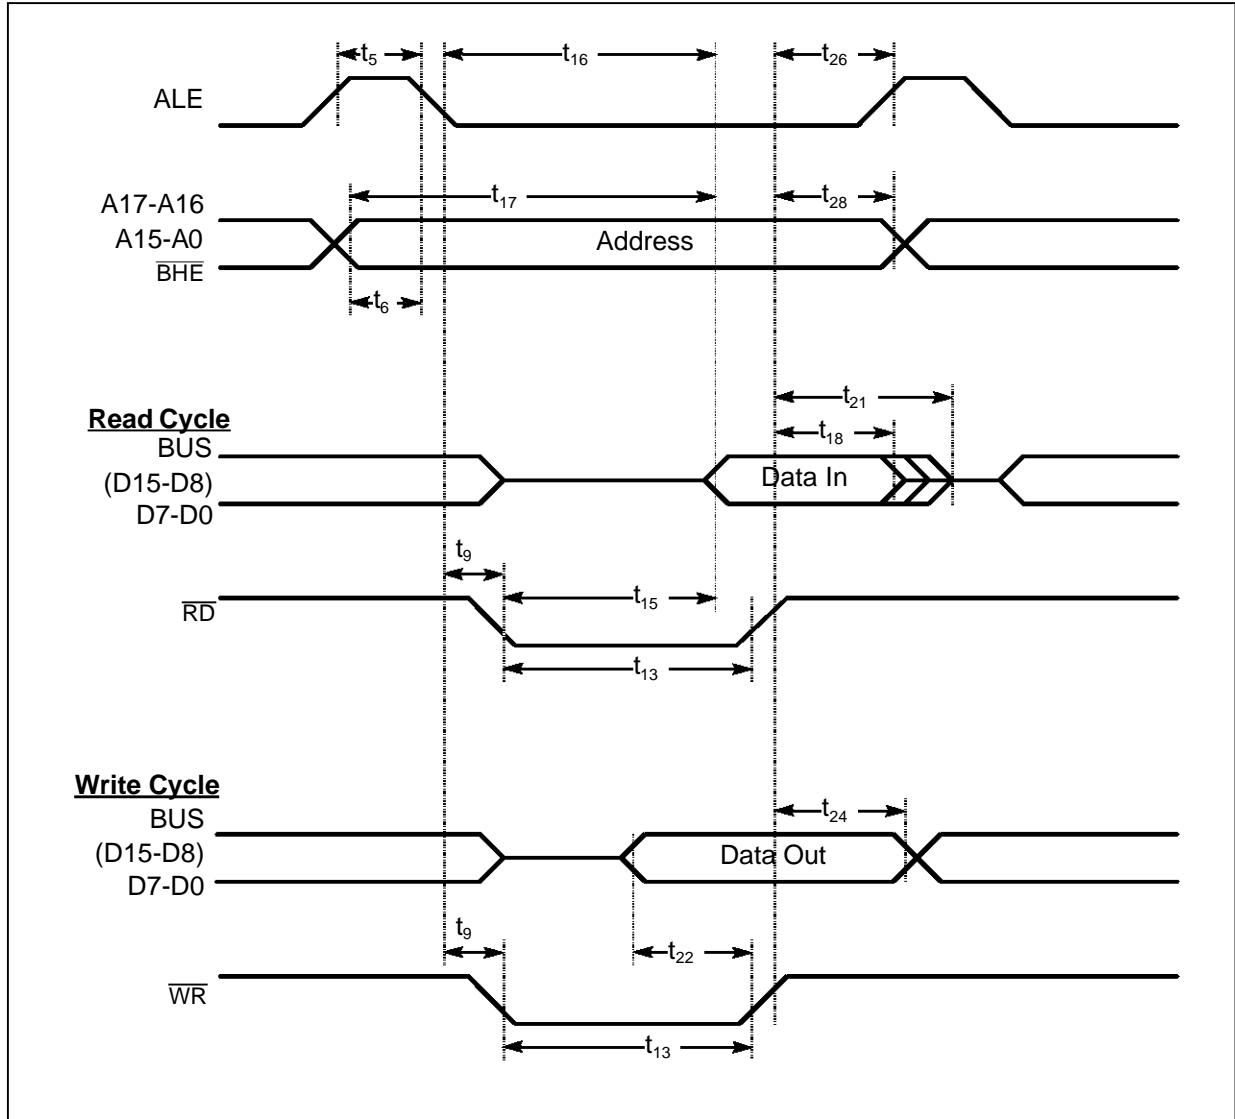 t5
t16
t26
ALE
A17-A16
t17
t28
A15-A0
Address
BHE
t6
t21
Read Cycle
t18
BUS
(D15-D8)
Data In
D7-D0
t9
t15
RD
t13
Write Cycle
BUS
t24
(D15-D8)
Data Out
D7-D0
t9
t22
WR
t13